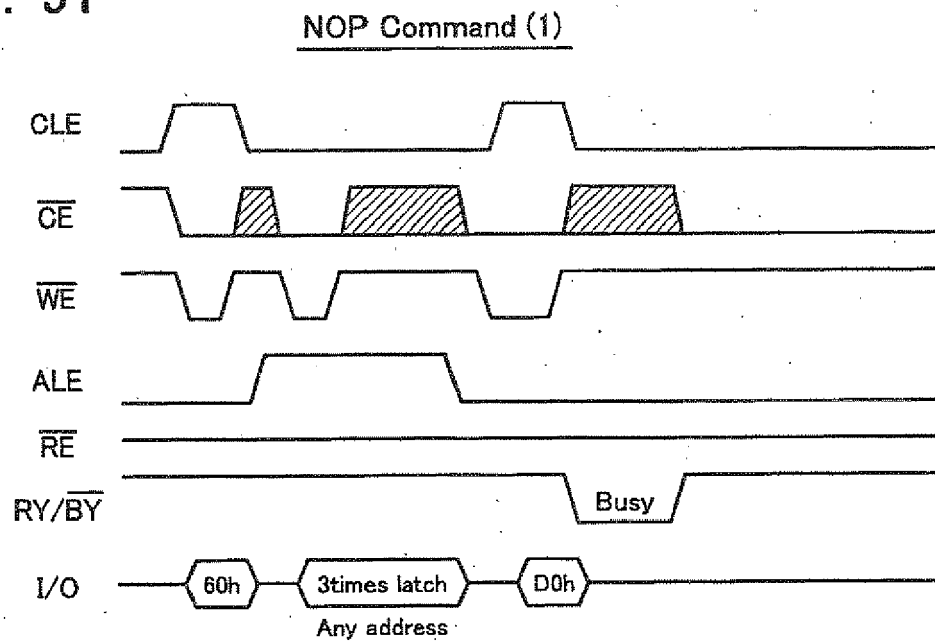 NOP Command (1)
CLE
CE
WE
ALE
RE
RY/BY
Busy
I/O
60h
3times latch
D0h
Any address